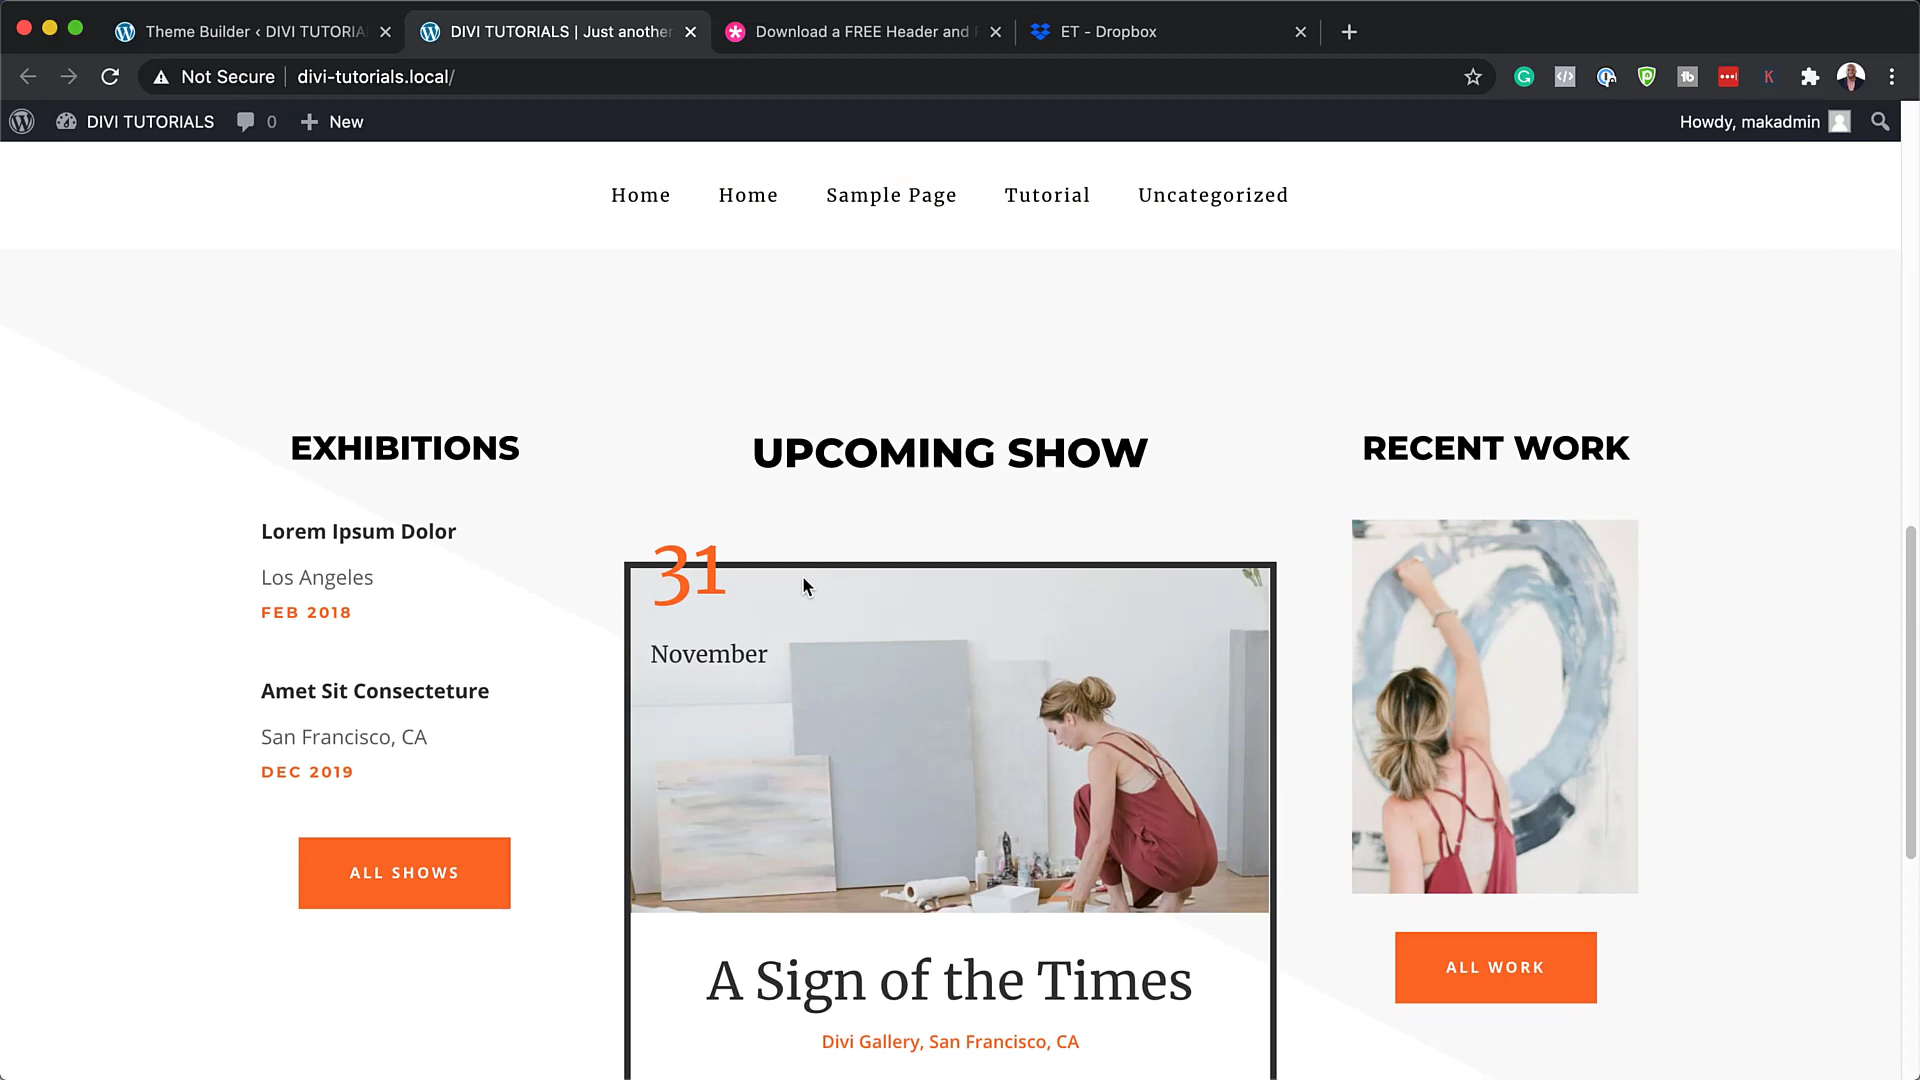 Theme Builder ‹ DIVI TUTORIA
DIVI TUTORIALS | Just anothe
Download a FREE Header and
ET - Dropbox
Not Secure
divi-tutorials.local/
DIVI TUTORIALS
0
New
Howdy, makadmin
Home
Home
Sample Page
Tutorial
Uncategorized
EXHIBITIONS
Lorem Ipsum Dolor
Los Angeles
FEB 2018
Amet Sit Consecteture
San Francisco, CA
DEC 2019
ALL SHOWS
UPCOMING SHOW
31
November
A Sign of the Times
Divi Gallery, San Francisco, CA
RECENT WORK
ALL WORK